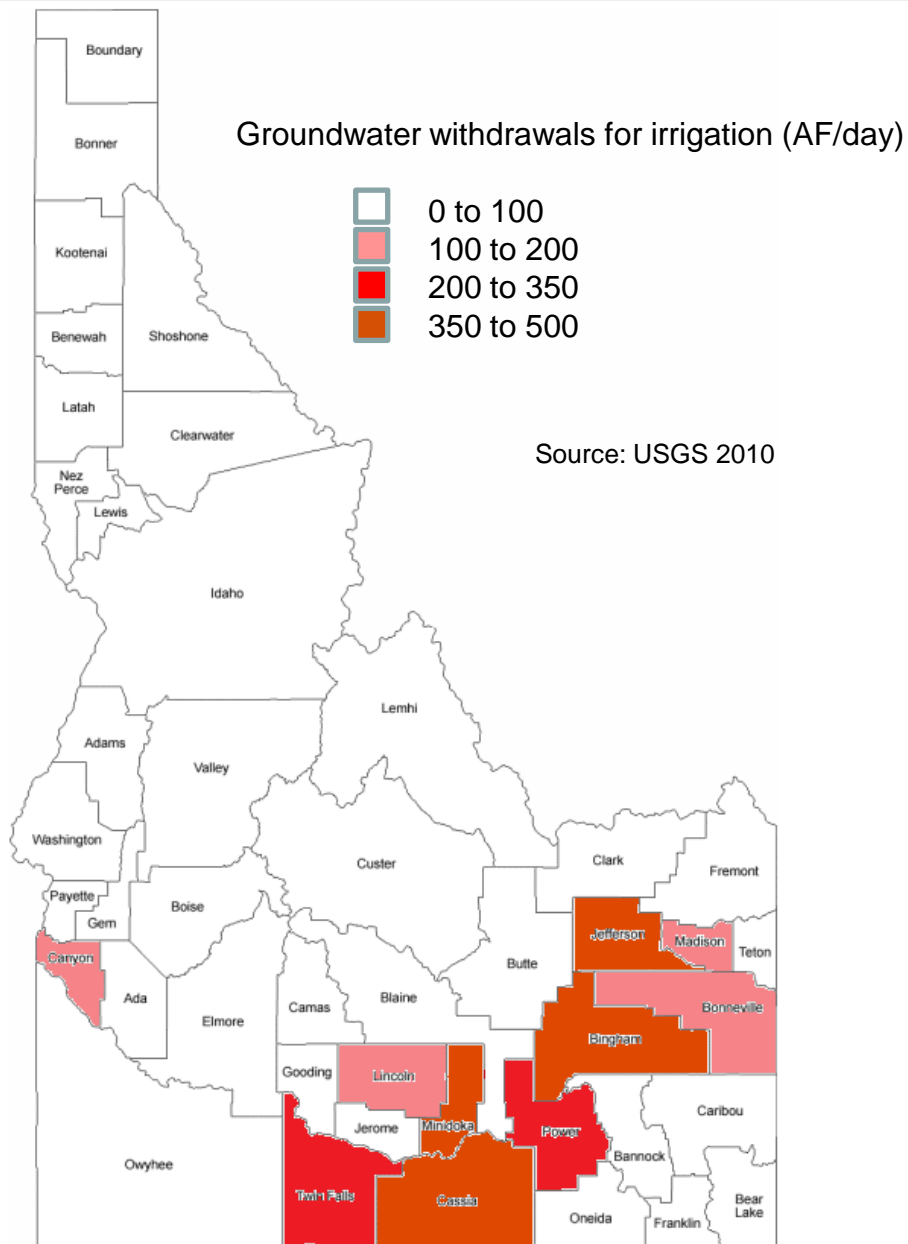 Boundary
Groundwater withdrawals for irrigation (AF/day)
Bonner
0 to 100
100 to 200
200 to 350
350 to 500
Kootenai
Benewah
Shoshone
Latah
Clearwater
Source: USGS 2010
Nez
Perce
Lewis
Idaho
Lemhi
Adams
Valley
Washington
Custer
Clark
Fremont
Payette
Gem
Boise
Jefferson
Madison
Teton
Canyon
Butte
Ada
Blaine
Camas
Elmore
Bonneville
Bingham
Gooding
Lincoln
Jerome
Minidoka
Power
Caribou
Bannock
Owyhee
Twin Falls
Cassia
Oneida
Franklin
Bear
Lake